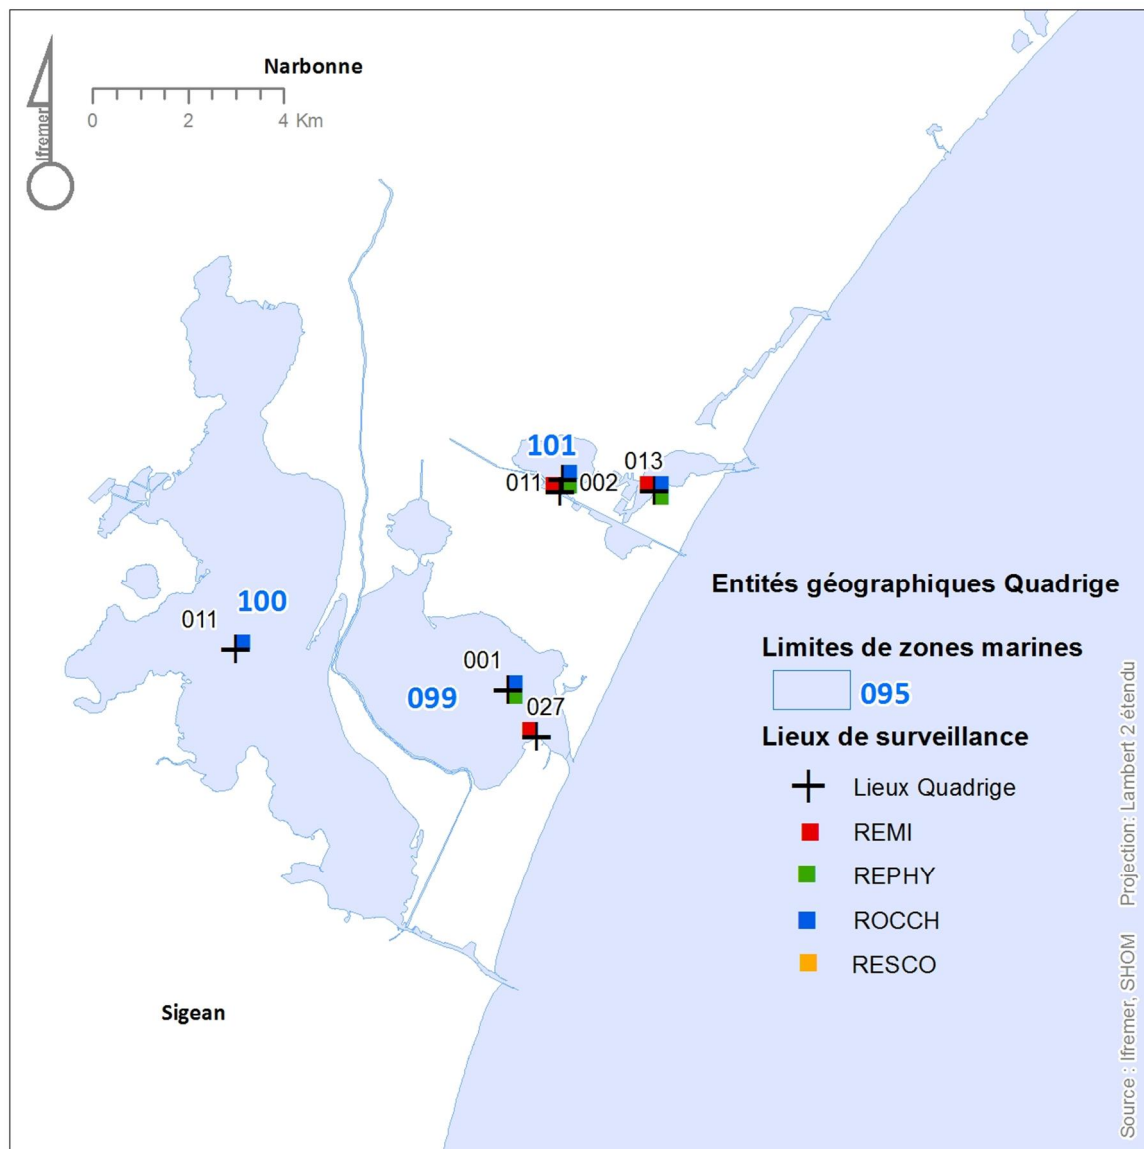 Narbonne
Ifremer
0 2 4 Km
101
013
011
002
011
100
001
099
027
Sigean
Entités géographiques Quadrige
Limites de zones marines
095
Lieux de surveillance
Lieux Quadrige
REMI
REPHY
ROCCH
RESCO
Source : Ifremer, SHOM Projection: Lambert 2 étendu